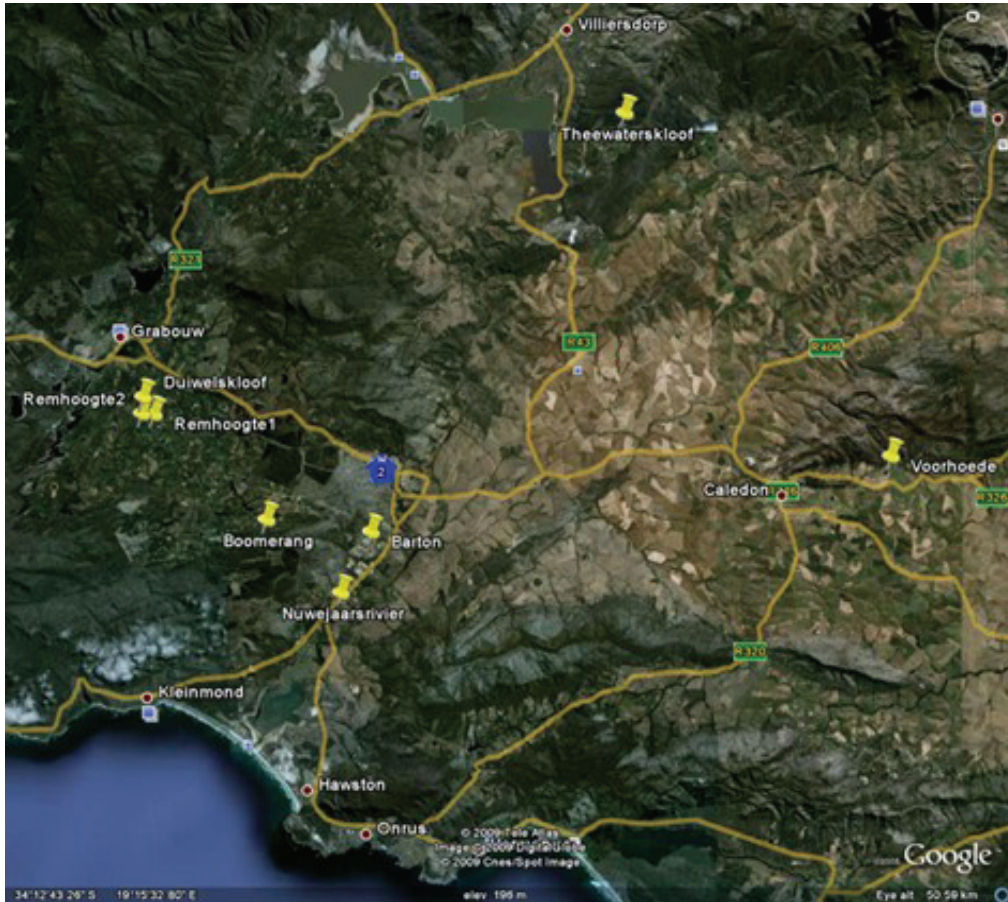 Villiersdorp
Theewaterskloof
R321
Grabouw
R43
R406
Duiwelskloof
Remhoogte2
Remhoogte1
2
Voorhoede
Caledon
R326
Boomerang
Barton
Nuwejaarsrivier
R320
Kleinmond
Hawston
Onrus
© 2009 Tele Atlas
Image © 2009 DigitalGlobe
© 2009 Cnes/Spot Image
©2009 Google
34°12'43.26" S 19°15'32.80" E elev 196 m Eye alt 50.59 km